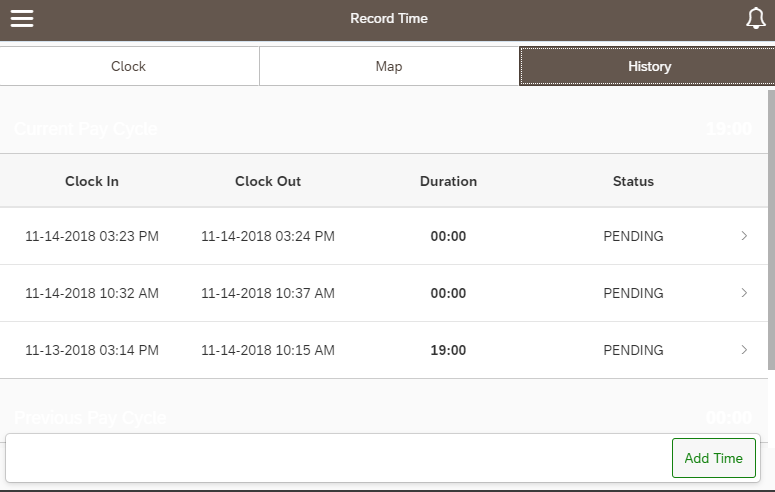 Record Time
Clock Map History
Current Pay Cycle 19:00
Clock In Clock Out Duration Status
11-14-2018 03:23 PM 11-14-2018 03:24 PM 00:00 PENDING
11-14-2018 10:32 AM 11-14-2018 10:37 AM 00:00 PENDING
11-13-2018 03:14 PM 11-14-2018 10:15 AM 19:00 PENDING
Previous Pay Cycle 00:00
Add Time